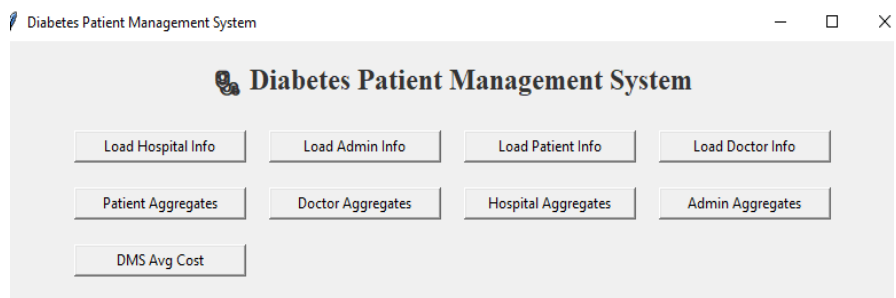 Diabetes Patient Management System
Diabetes Patient Management System
Load Hospital Info Load Admin Info Load Patient Info Load Doctor Info
Patient Aggregates Doctor Aggregates Hospital Aggregates Admin Aggregates
DMS Avg Cost